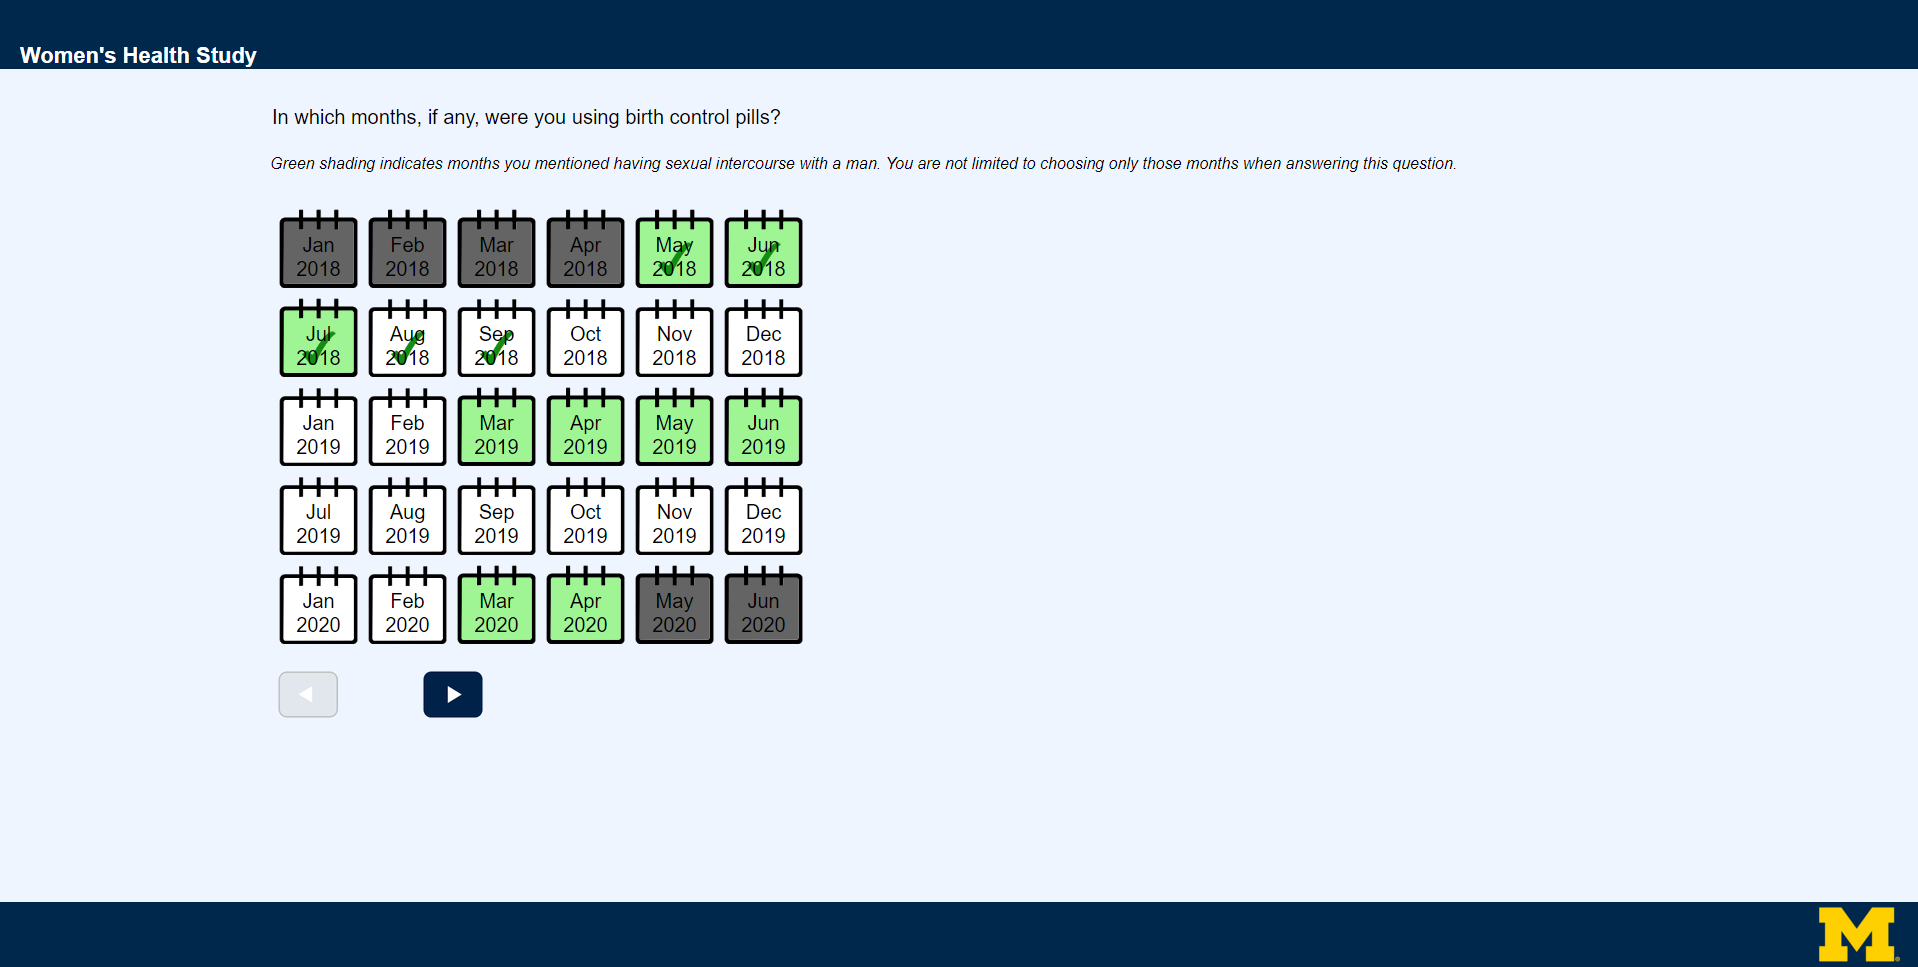 Women's Health Study
In which months, if any, were you using birth control pills?
Green shading indicates months you mentioned having sexual intercourse with a man. You are not limited to choosing only those months when answering this question.
Jan 2018
Feb 2018
Mar 2018
Apr 2018
May 2018
Jun 2018
Jul 2018
Aug 2018
Sep 2018
Oct 2018
Nov 2018
Dec 2018
Jan 2019
Feb 2019
Mar 2019
Apr 2019
May 2019
Jun 2019
Jul 2019
Aug 2019
Sep 2019
Oct 2019
Nov 2019
Dec 2019
Jan 2020
Feb 2020
Mar 2020
Apr 2020
May 2020
Jun 2020
M